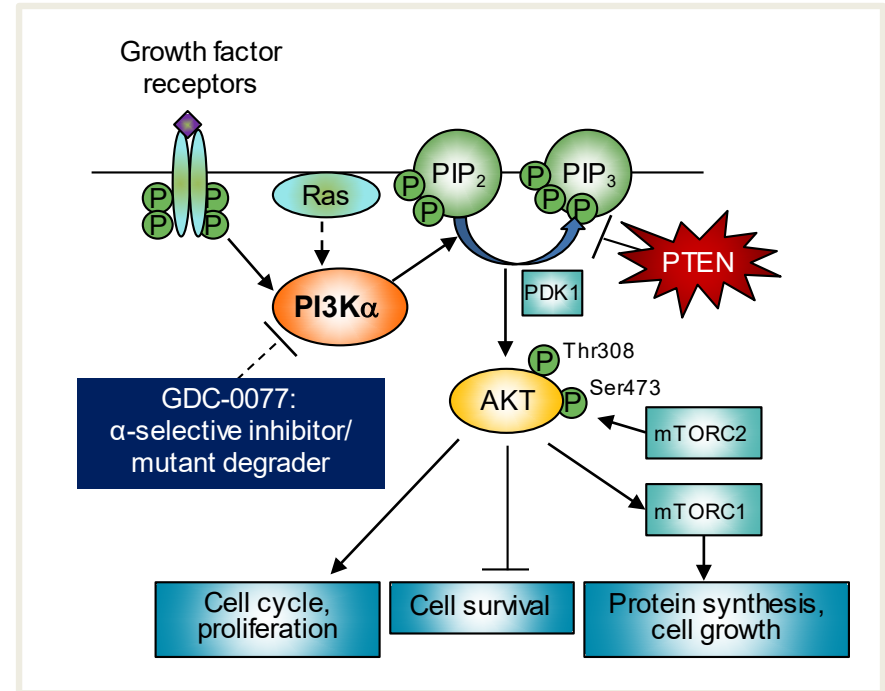 Growth factor
receptors
P
P
P
P
Ras
P
P
PIP₂
P
P
P
PIP₃
PTEN
PI3Kα
PDK1
GDC-0077:
α-selective inhibitor/
mutant degrader
P
Thr308
AKT
P
Ser473
mTORC2
mTORC1
Cell cycle,
proliferation
Cell survival
Protein synthesis,
cell growth